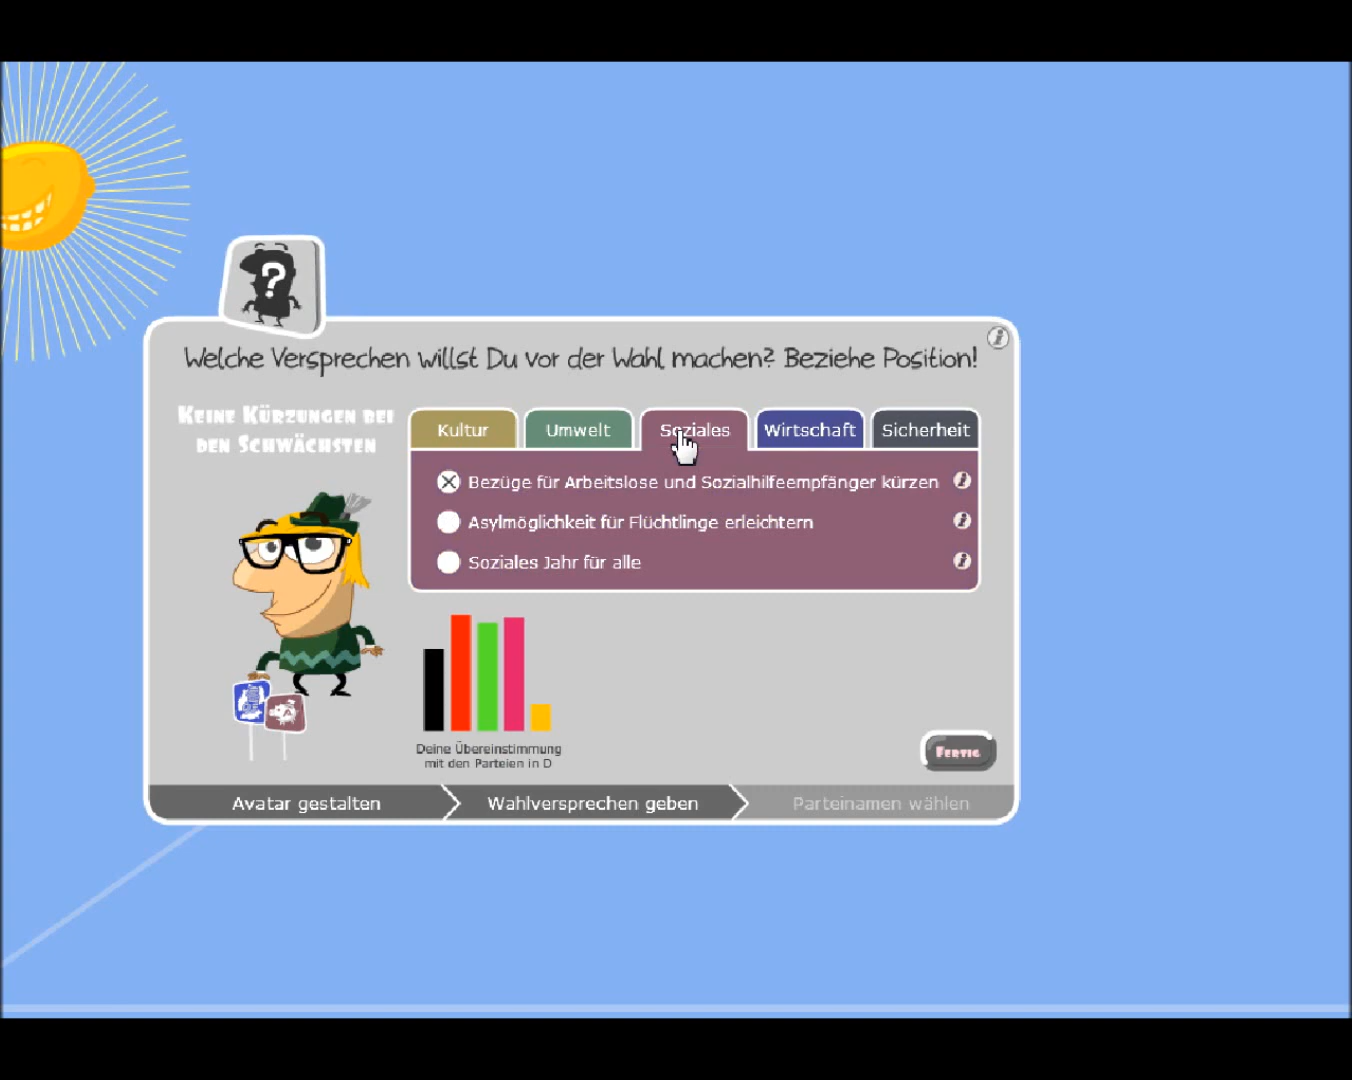 ?
Welche Versprechen willst Du vor der Wahl machen? Beziehe Position!
Keine Kürzungen bei
den Schwächsten
Kultur
Umwelt
Soziales
Wirtschaft
Sicherheit
Bezüge für Arbeitslose und Sozialhilfeempfänger kürzen
Asylmöglichkeit für Flüchtlinge erleichtern
Soziales Jahr für alle
Deine Übereinstimmung
mit den Parteien in D
Fertig
Avatar gestalten
Wahlversprechen geben
Parteinamen wählen